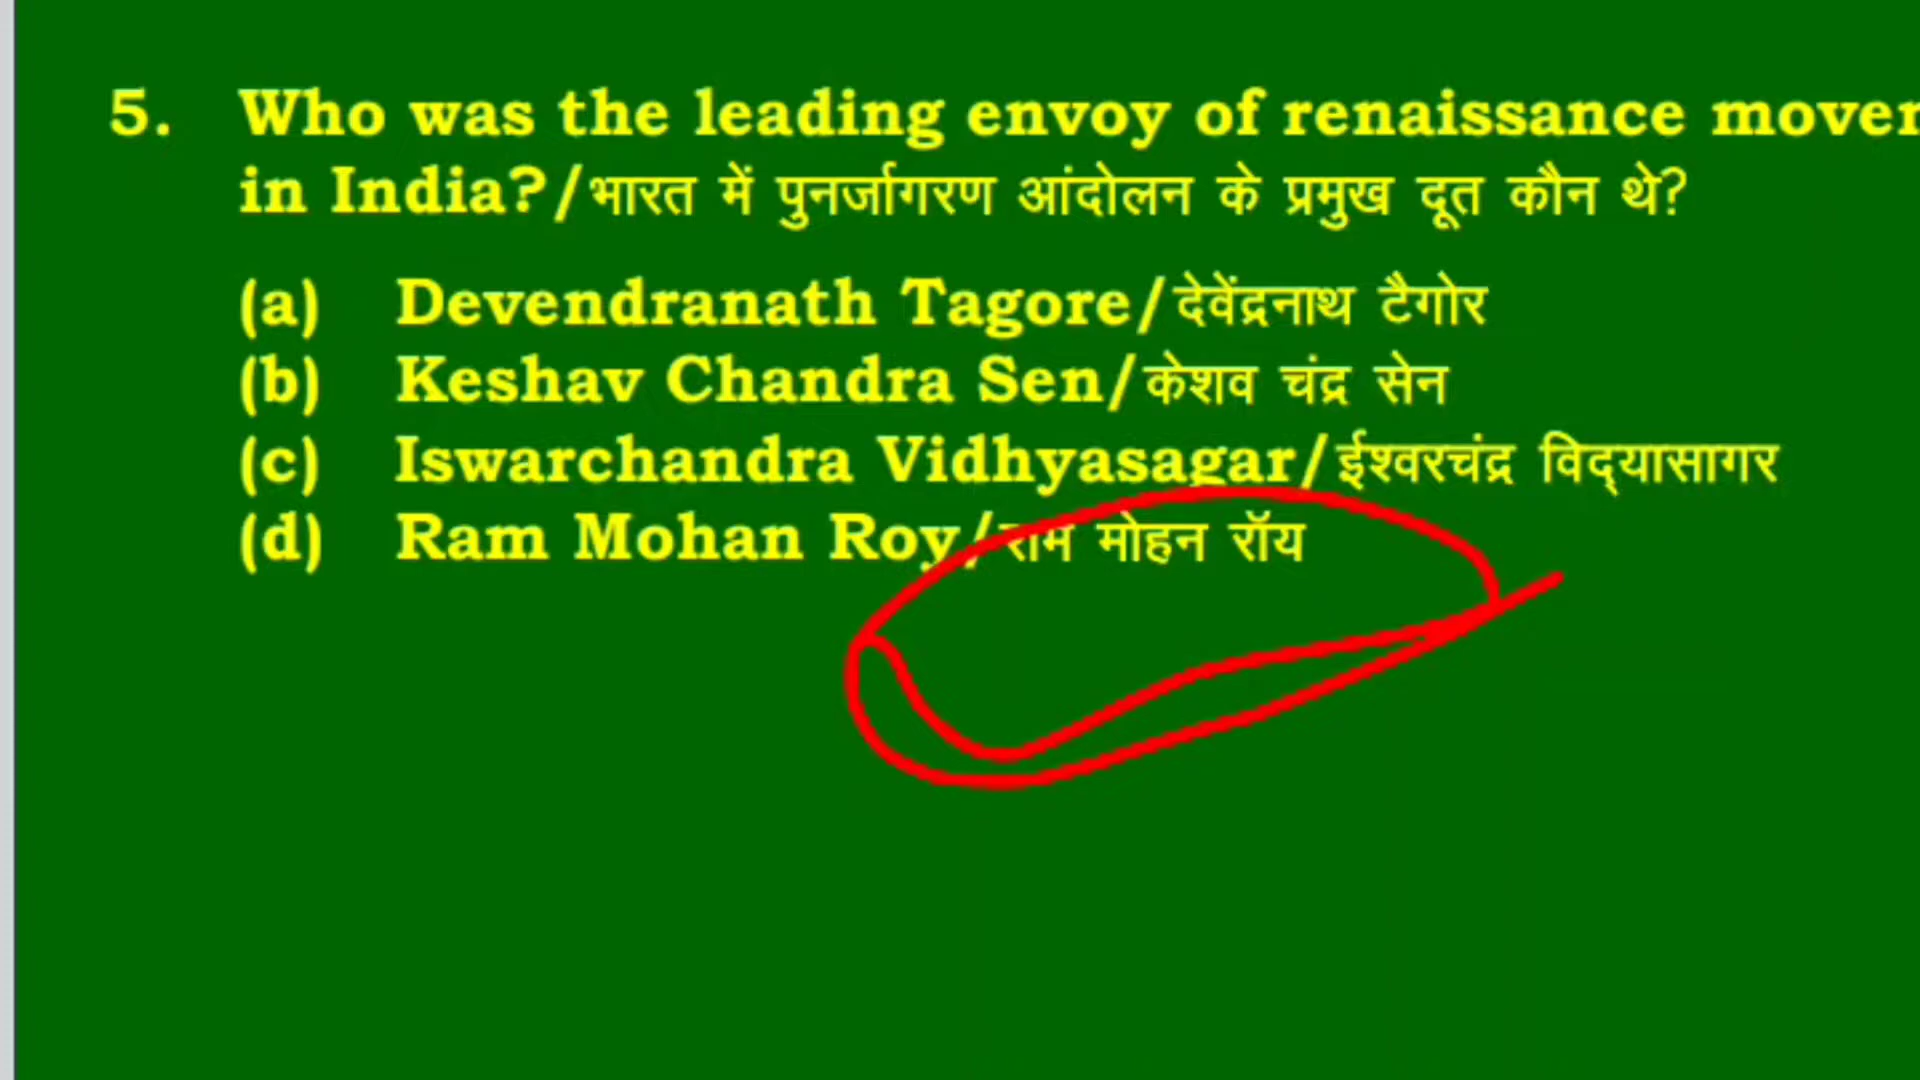 5. Who was the leading envoy of renaissance
in India?/भारत में पुनर्जागरण आंदोलन के प्रमुख दूत कौन थे?
(a) Devendranath Tagore/देवेंद्रनाथ टैगोर
(b) Keshav Chandra Sen/केशव चंद्र सेन
(c) Iswarchandra Vidhyasagar/ईश्वरचंद्र विद्यासागर
(d) Ram Mohan Roy/राम मोहन रॉय